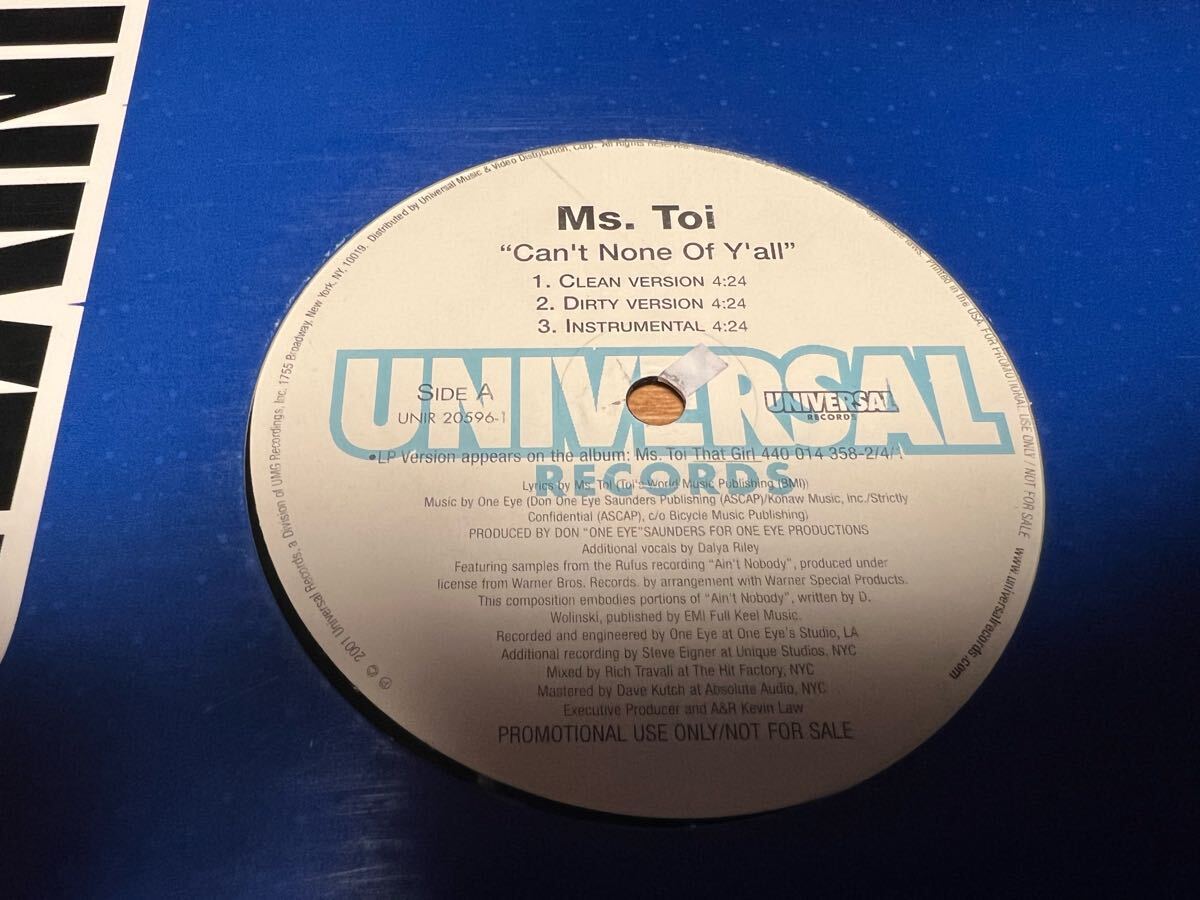 Ms. Toi
"Can't None Of Y'all"
1. CLEAN VERSION 4:24
2. DIRTY VERSION 4:24
3. INSTRUMENTAL 4:24
UNIVERSAL
RECORDS
SIDE A
UNIR 20596-1
UNIVERSAL
RECORDS
•LP Version appears on the album: Ms. Toi That Girl 440 014 358-2/4/1
Lyrics by Ms. Toi (Toi's World Music Publishing (BMI))
Music by One Eye (Don One Eye Saunders Publishing (ASCAP)/Konaw Music, Inc./Strictly
Confidential (ASCAP), c/o Bicycle Music Publishing)
PRODUCED BY DON "ONE EYE"SAUNDERS FOR ONE EYE PRODUCTIONS
Additional vocals by Dalya Riley
Featuring samples from the Rufus recording "Ain't Nobody", produced under
license from Warner Bros. Records. by arrangement with Warner Special Products.
This composition embodies portions of "Ain't Nobody", written by D.
Wolinski, published by EMI Full Keel Music.
Recorded and engineered by One Eye at One Eye's Studio, LA
Additional recording by Steve Eigner at Unique Studios, NYC
Mixed by Rich Travali at The Hit Factory, NYC
Mastered by Dave Kutch at Absolute Audio, NYC
Executive Producer and A&R Kevin Law
PROMOTIONAL USE ONLY/NOT FOR SALE
℗ © 2001 Universal Records, a Division of UMG Recordings, Inc. 1755 Broadway, New York, NY, 10019. Distributed by Universal Music & Video Distribution, Corp. All Rights laws. Printed in the USA. FOR PROMOTIONAL USE ONLY / NOT FOR SALE www.universalrecords.com